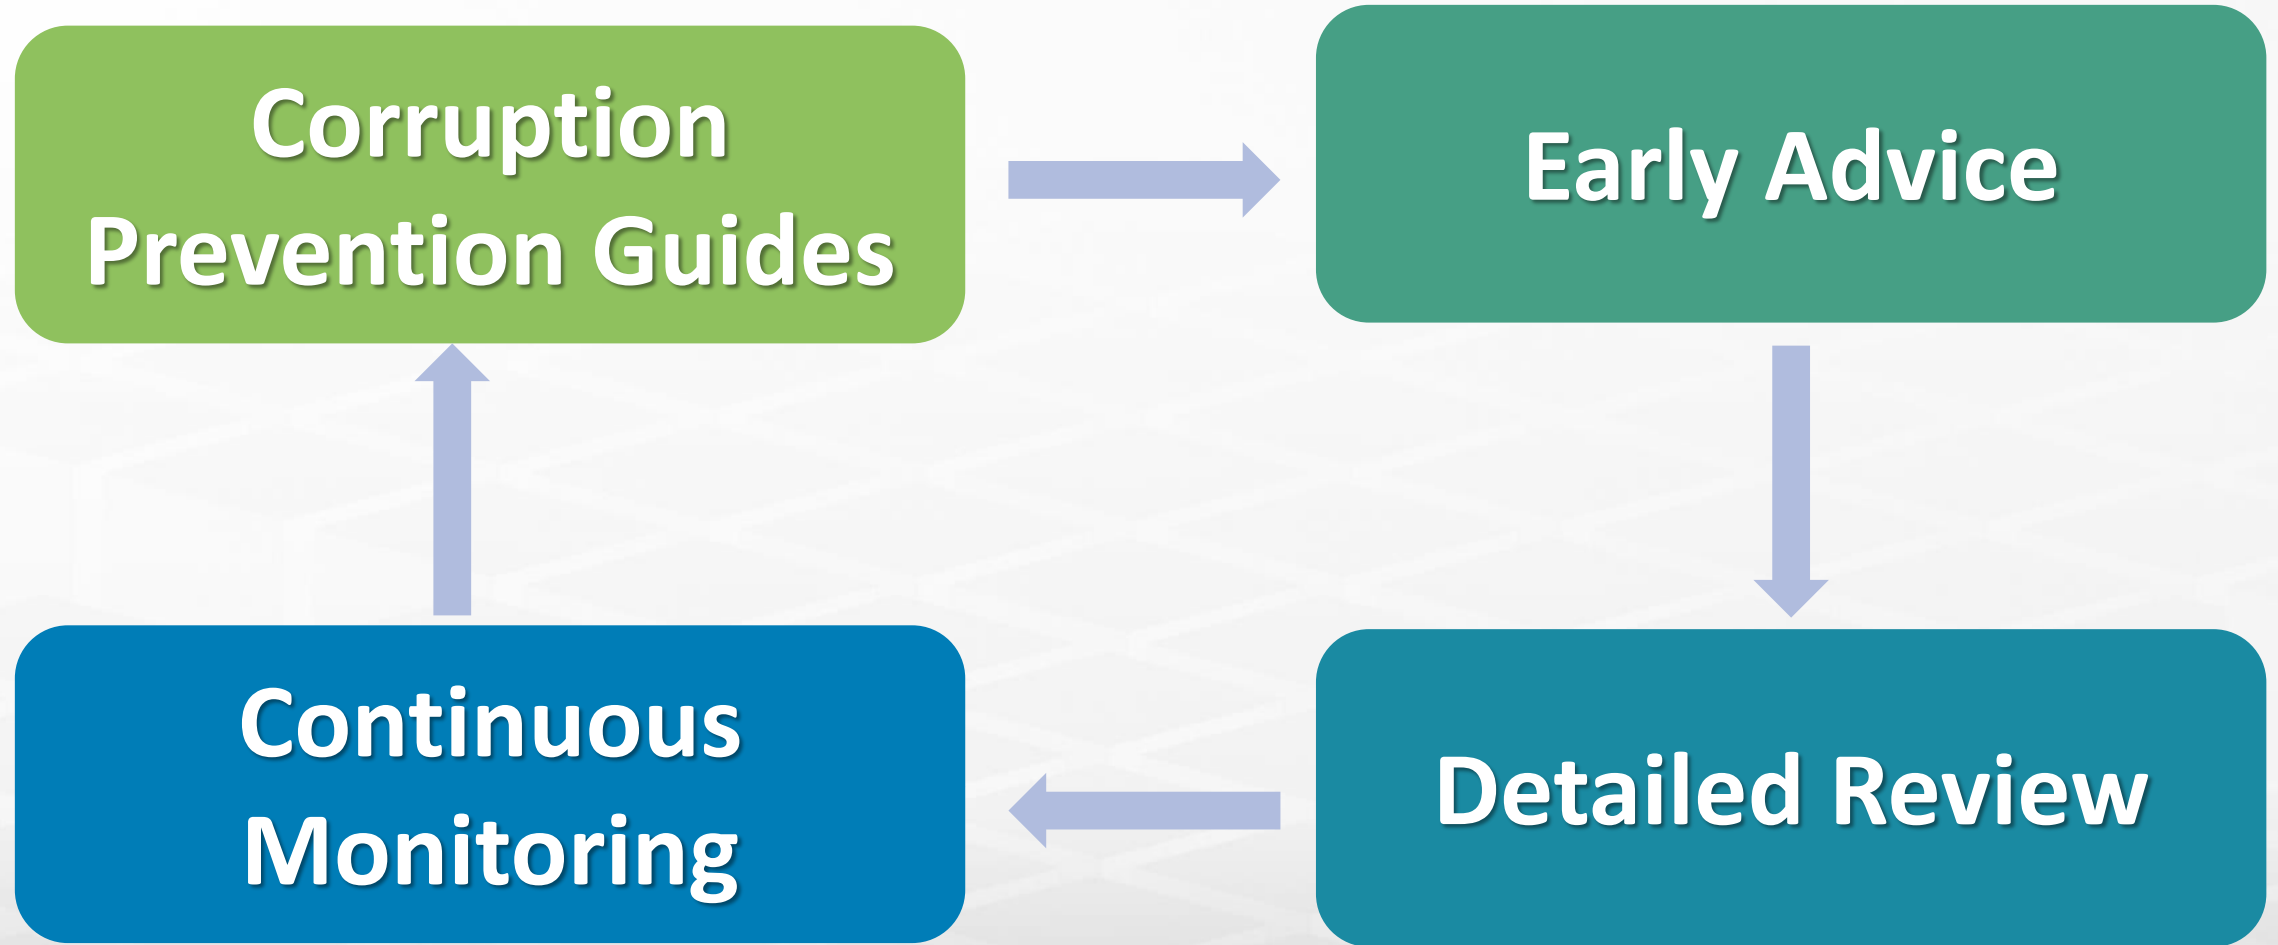 Corruption
Prevention Guides
Early Advice
Continuous
Monitoring
Detailed Review